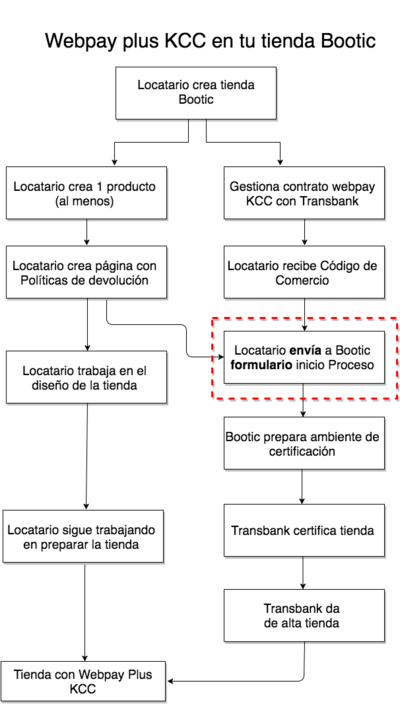 Webpay plus KCC en tu tienda Bootic
Locatario crea tienda
Bootic
Locatario crea 1 producto
(al menos)
Gestiona contrato webpay
KCC con Transbank
Locatario crea página con
Políticas de devolución
Locatario recibe Código de
Comercio
Locatario envía a Bootic
formulario inicio Proceso
Locatario trabaja en el
diseño de la tienda
Bootic prepara ambiente de
certificación
Locatario sigue trabajando
en preparar la tienda
Transbank certifica tienda
Transbank da
de alta tienda
Tienda con Webpay Plus
KCC